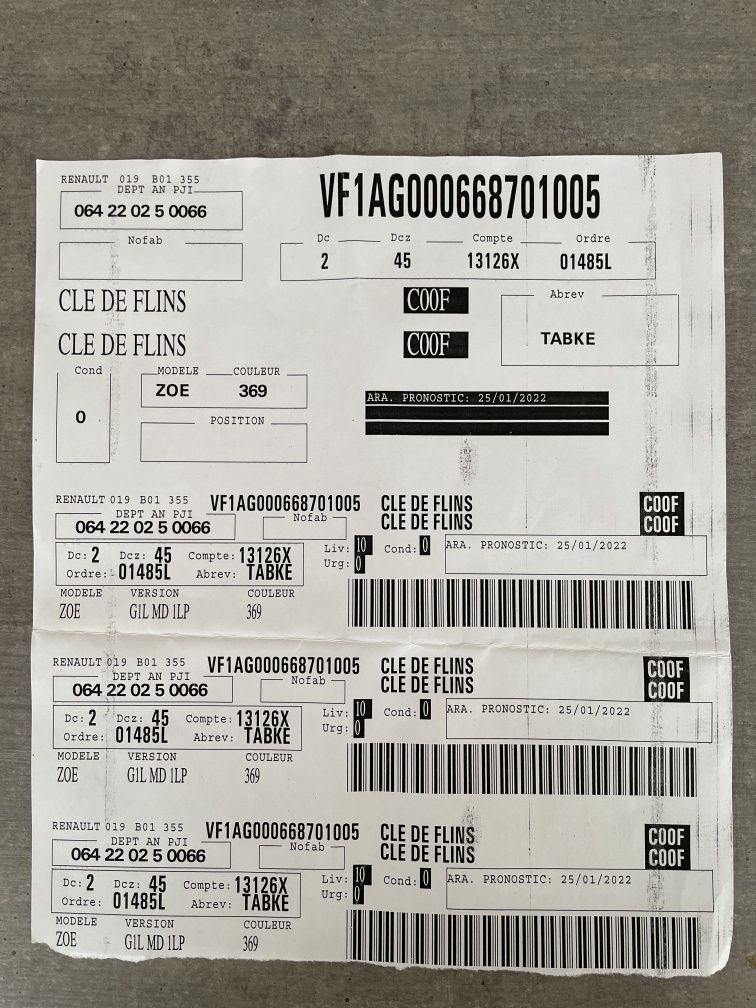 RENAULT 019 B01 355
DEPT AN PJI
064 22 02 5 0066
VF1AG000668701005
Nofab
Dc Dcz Compte Ordre
2 45 13126X 01485L
CLE DE FLINS COOF
Abrev
TABKE
CLE DE FLINS COOF
Cond
0
MODELE COULEUR
ZOE 369
POSITION
ARA. PRONOSTIC: 25/01/2022
RENAULT 019 B01 355 VF1AG000668701005 CLE DE FLINS COOF
DEPT AN PJI Nofab CLE DE FLINS COOF
064 22 02 5 0066
Dc: 2 Dcz: 45 Compte: 13126X Liv: 10 Cond: 0 ARA. PRONOSTIC: 25/01/2022
Ordre: 01485L Abrev: TABKE Urg: 0
MODELE VERSION COULEUR
ZOE G1L MD 1LP 369
RENAULT 019 B01 355 VF1AG000668701005 CLE DE FLINS COOF
DEPT AN PJI Nofab CLE DE FLINS COOF
064 22 02 5 0066
Dc: 2 Dcz: 45 Compte: 13126X Liv: 10 Cond: 0 ARA. PRONOSTIC: 25/01/2022
Ordre: 01485L Abrev: TABKE Urg: 0
MODELE VERSION COULEUR
ZOE G1L MD 1LP 369
RENAULT 019 B01 355 VF1AG000668701005 CLE DE FLINS COOF
DEPT AN PJI Nofab CLE DE FLINS COOF
064 22 02 5 0066
Dc: 2 Dcz: 45 Compte: 13126X Liv: 10 Cond: 0 ARA. PRONOSTIC: 25/01/2022
Ordre: 01485L Abrev: TABKE Urg: 0
MODELE VERSION COULEUR
ZOE G1L MD 1LP 369